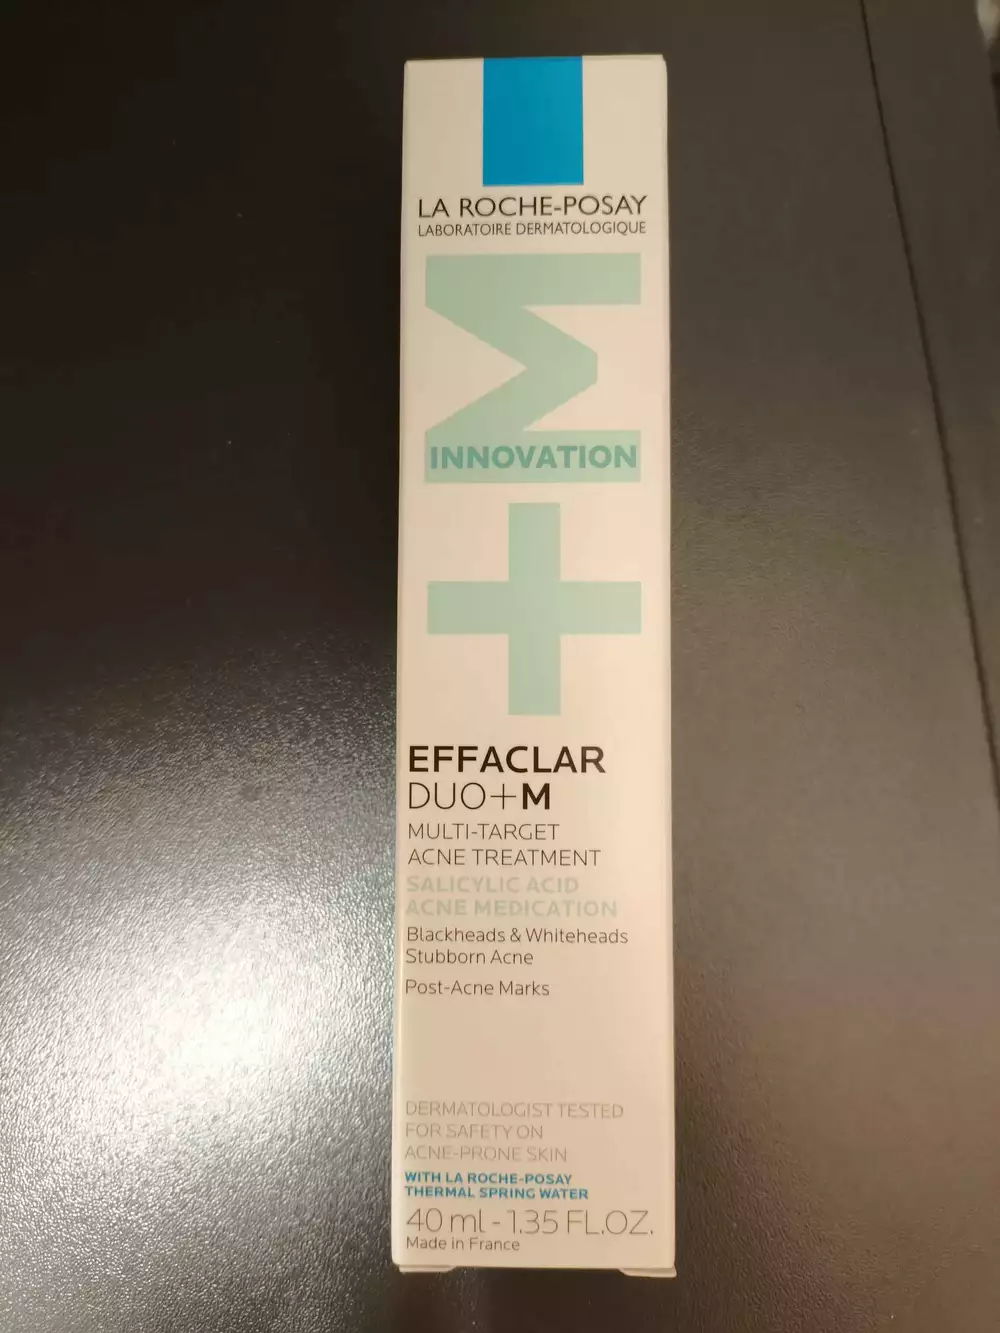 LA ROCHE-POSAY
LABORATOIRE DERMATOLOGIQUE
M
INNOVATION
+
EFFACLAR
DUO+M
MULTI-TARGET
ACNE TREATMENT
SALICYLIC ACID
ACNE MEDICATION
Blackheads & Whiteheads
Stubborn Acne
Post-Acne Marks
DERMATOLOGIST TESTED
FOR SAFETY ON
ACNE-PRONE SKIN
WITH LA ROCHE-POSAY
THERMAL SPRING WATER
40 ml - 1.35 FL.OZ.
Made in France